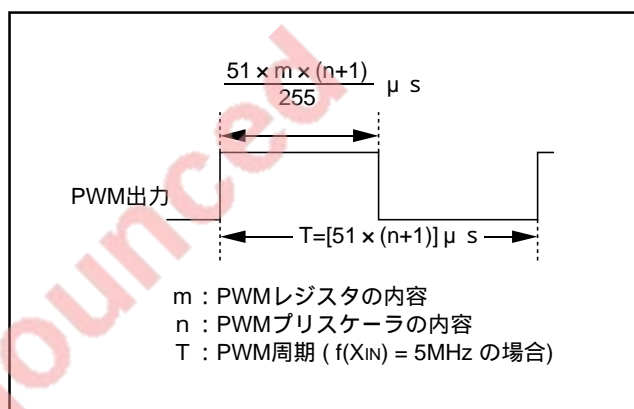 51 × m × (n+1)
255
μ s
PWM出力
T=[51 × (n+1)] μ s
m : PWMレジスタの内容
n : PWMプリスケーラの内容
T : PWM周期 ( f(XIN) = 5MHz の場合)
ounced